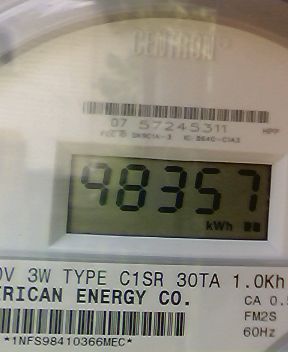 CENTRON
07 57245311
98357
kWh
0V 3W TYPE C1SR 30TA 1.0Kh
ERICAN ENERGY CO. CA 0.5
FM2S
60Hz
*1NFS98410366MEC*